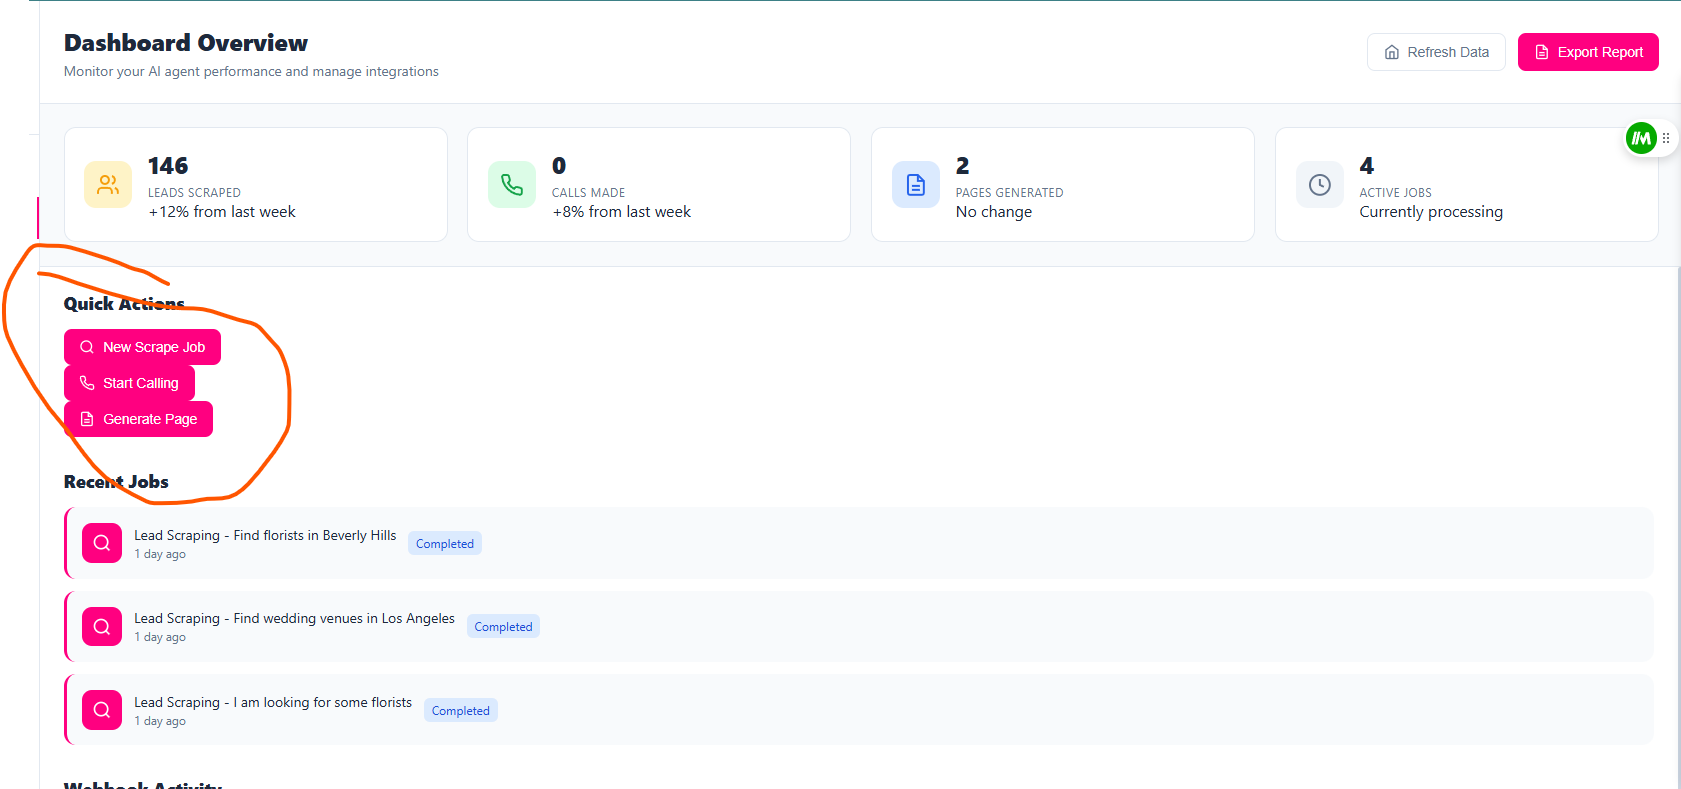 Dashboard Overview
Monitor your AI agent performance and manage integrations
Refresh Data
Export Report
146
LEADS SCRAPED
+12% from last week
0
CALLS MADE
+8% from last week
2
PAGES GENERATED
No change
4
ACTIVE JOBS
Currently processing
Quick Actions
New Scrape Job
Start Calling
Generate Page
Recent Jobs
Lead Scraping - Find florists in Beverly Hills
Completed
1 day ago
Lead Scraping - Find wedding venues in Los Angeles
Completed
1 day ago
Lead Scraping - I am looking for some florists
Completed
1 day ago
Webhook Activity